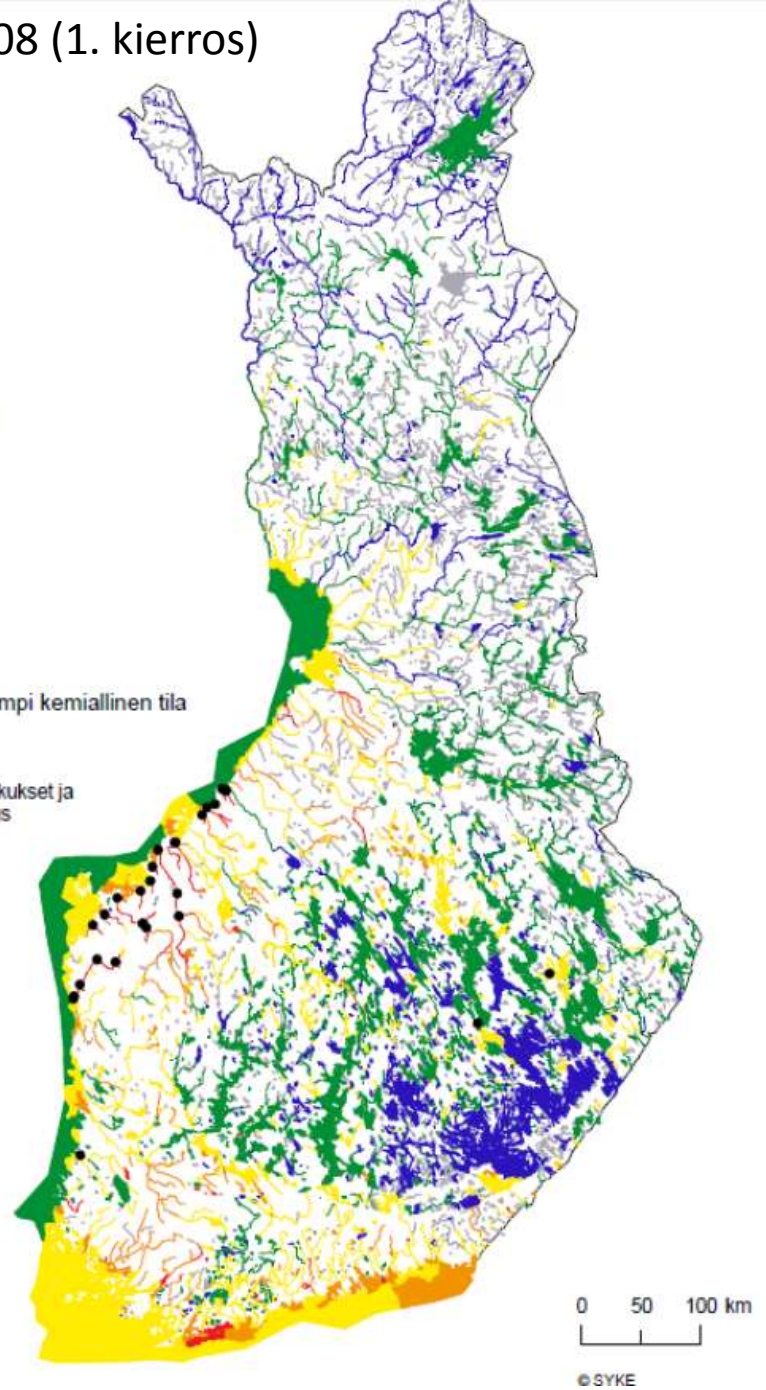 08 (1. kierros)
mpi kemiallinen tila
kukset ja
s
0 50 100 km
© SYKE